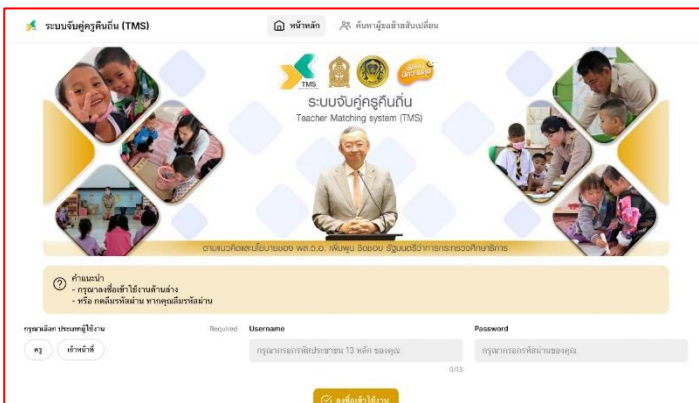 ระบบจับคู่ครูคืนถิ่น (TMS)
หน้าหลัก
ค้นหาผู้ขอย้ายสับเปลี่ยน
TMS
ระบบจับคู่ครูคืนถิ่น
Teacher Matching system (TMS)
ตามแนวคิดและนโยบายของ พล.ต.อ. เพิ่มพูน ชิดชอบ รัฐมนตรีว่าการกระทรวงศึกษาธิการ
คำแนะนำ
- กรุณาลงชื่อเข้าใช้งานด้านล่าง
- หรือ กดลืมรหัสผ่าน หากคุณลืมรหัสผ่าน
กรุณาเลือก ประเภทผู้ใช้งาน
Required
Username
Password
ครู
เจ้าหน้าที่
กรุณากรอกรหัสประชาชน 13 หลัก ของคุณ
กรุณากรอกรหัสผ่านของคุณ
0/13
ลงชื่อเข้าใช้งาน